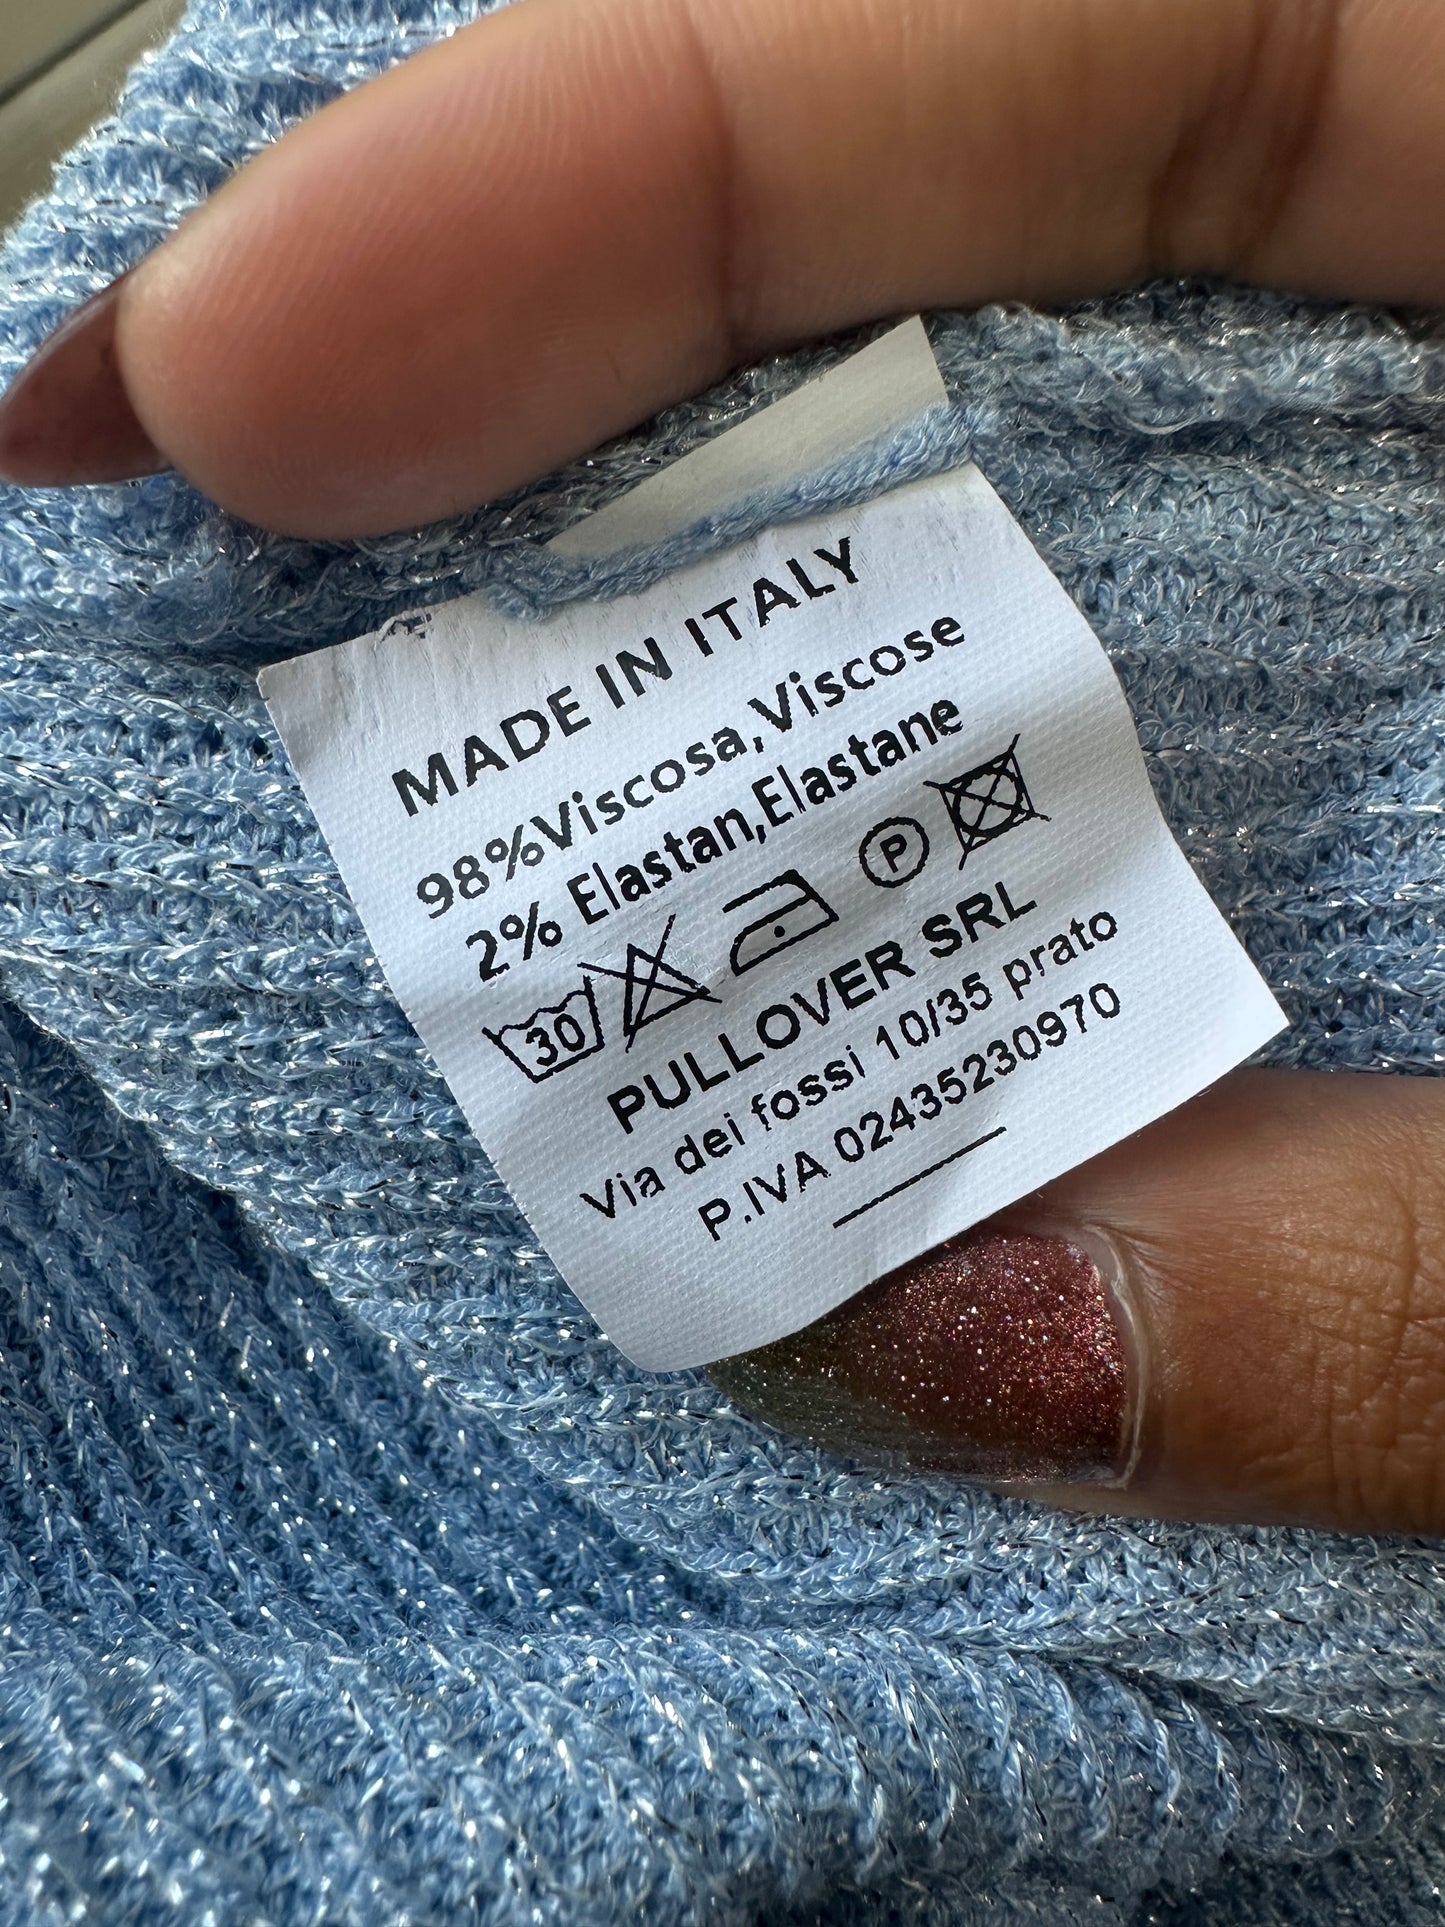 MADE IN ITALY
98%Viscosa,Viscose
2% Elastan,Elastane
30 P
PULLOVER SRL
Via dei fossi 10/35 prato
P.IVA 02435230970